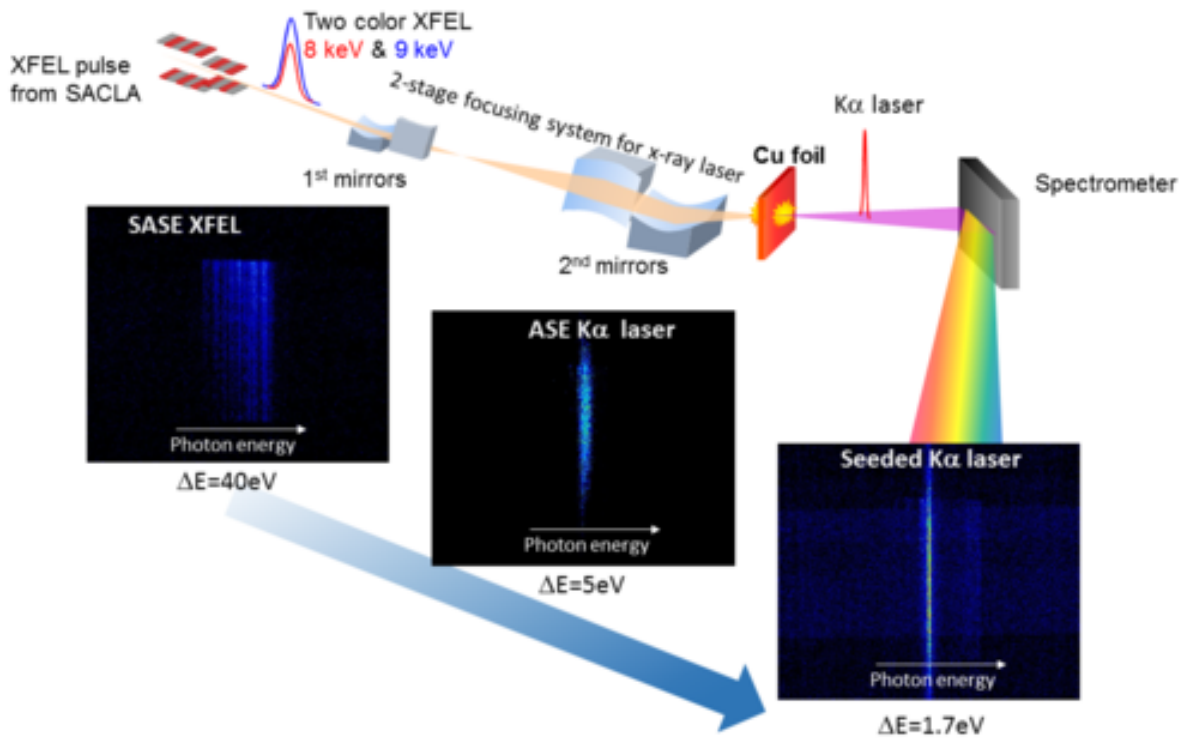 Two color XFEL
8 keV & 9 keV
XFEL pulse
from SACLA
2-stage focusing system for x-ray laser
1st mirrors
2nd mirrors
Cu foil
Kα laser
Spectrometer
SASE XFEL
Photon energy
ΔE=40eV
ASE Kα laser
Photon energy
ΔE=5eV
Seeded Kα laser
Photon energy
ΔE=1.7eV